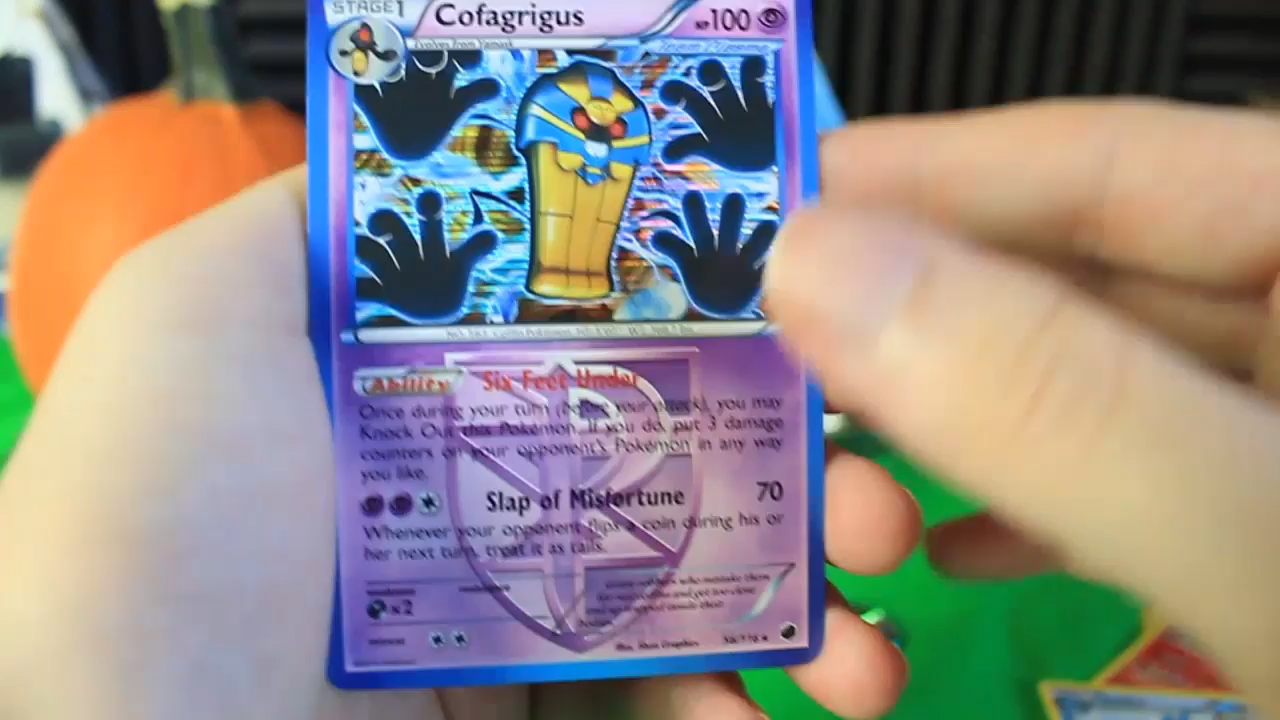 STAGE1
Cofagrigus
HP100
Evolves from Yamask
Team Plasma
Ability Six Feet Under
Once during your turn (before your attack), you may
Knock Out this Pokémon. If you do, put 3 damage
counters on your opponent's Pokémon in any way
you like.
Slap of Misfortune 70
Whenever your opponent flips a coin during his or
her next turn, treat it as tails.
x2